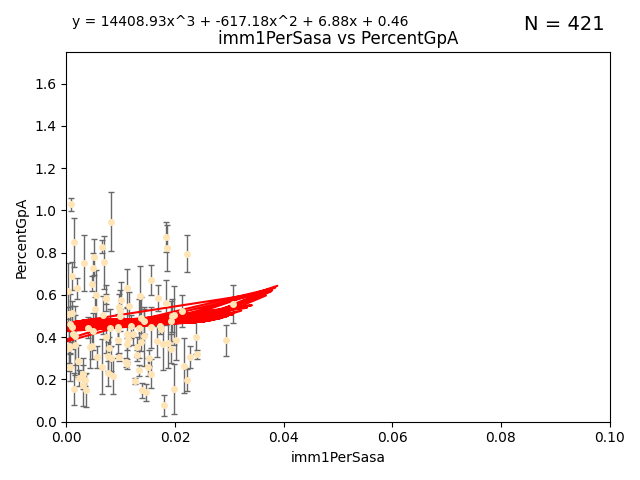 y = 14408.93x^3 + -617.18x^2 + 6.88x + 0.46
N = 421
imm1PerSasa vs PercentGpA
PercentGpA
1.6
1.4
1.2
1.0
0.8
0.6
0.4
0.2
0.0
0.00 0.02 0.04 0.06 0.08 0.10
imm1PerSasa